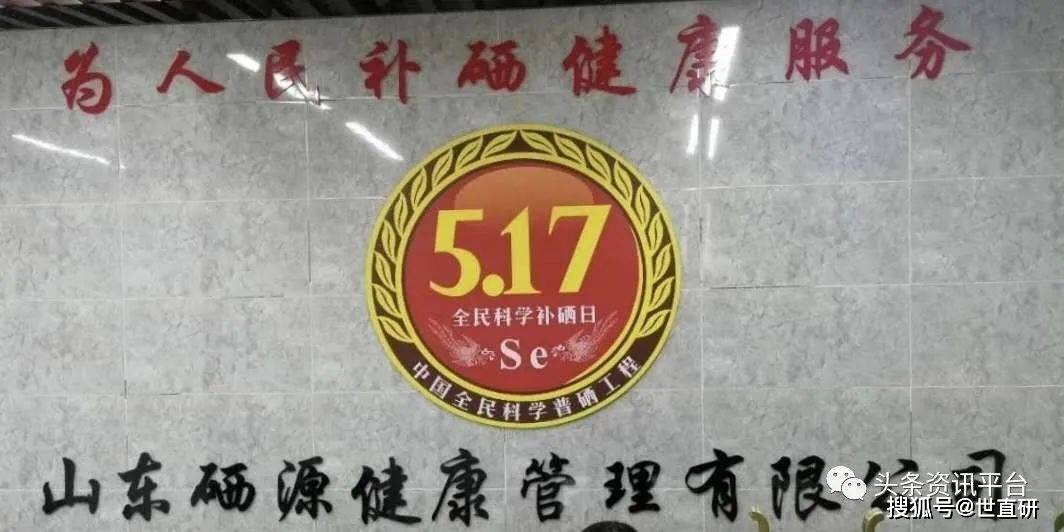 为人民补硒健康服务
5.17
全民科学补硒日
Se
中国全民科学普硒工程
山东硒源健康管理有限公司
头条资讯平台
搜狐号@世直研